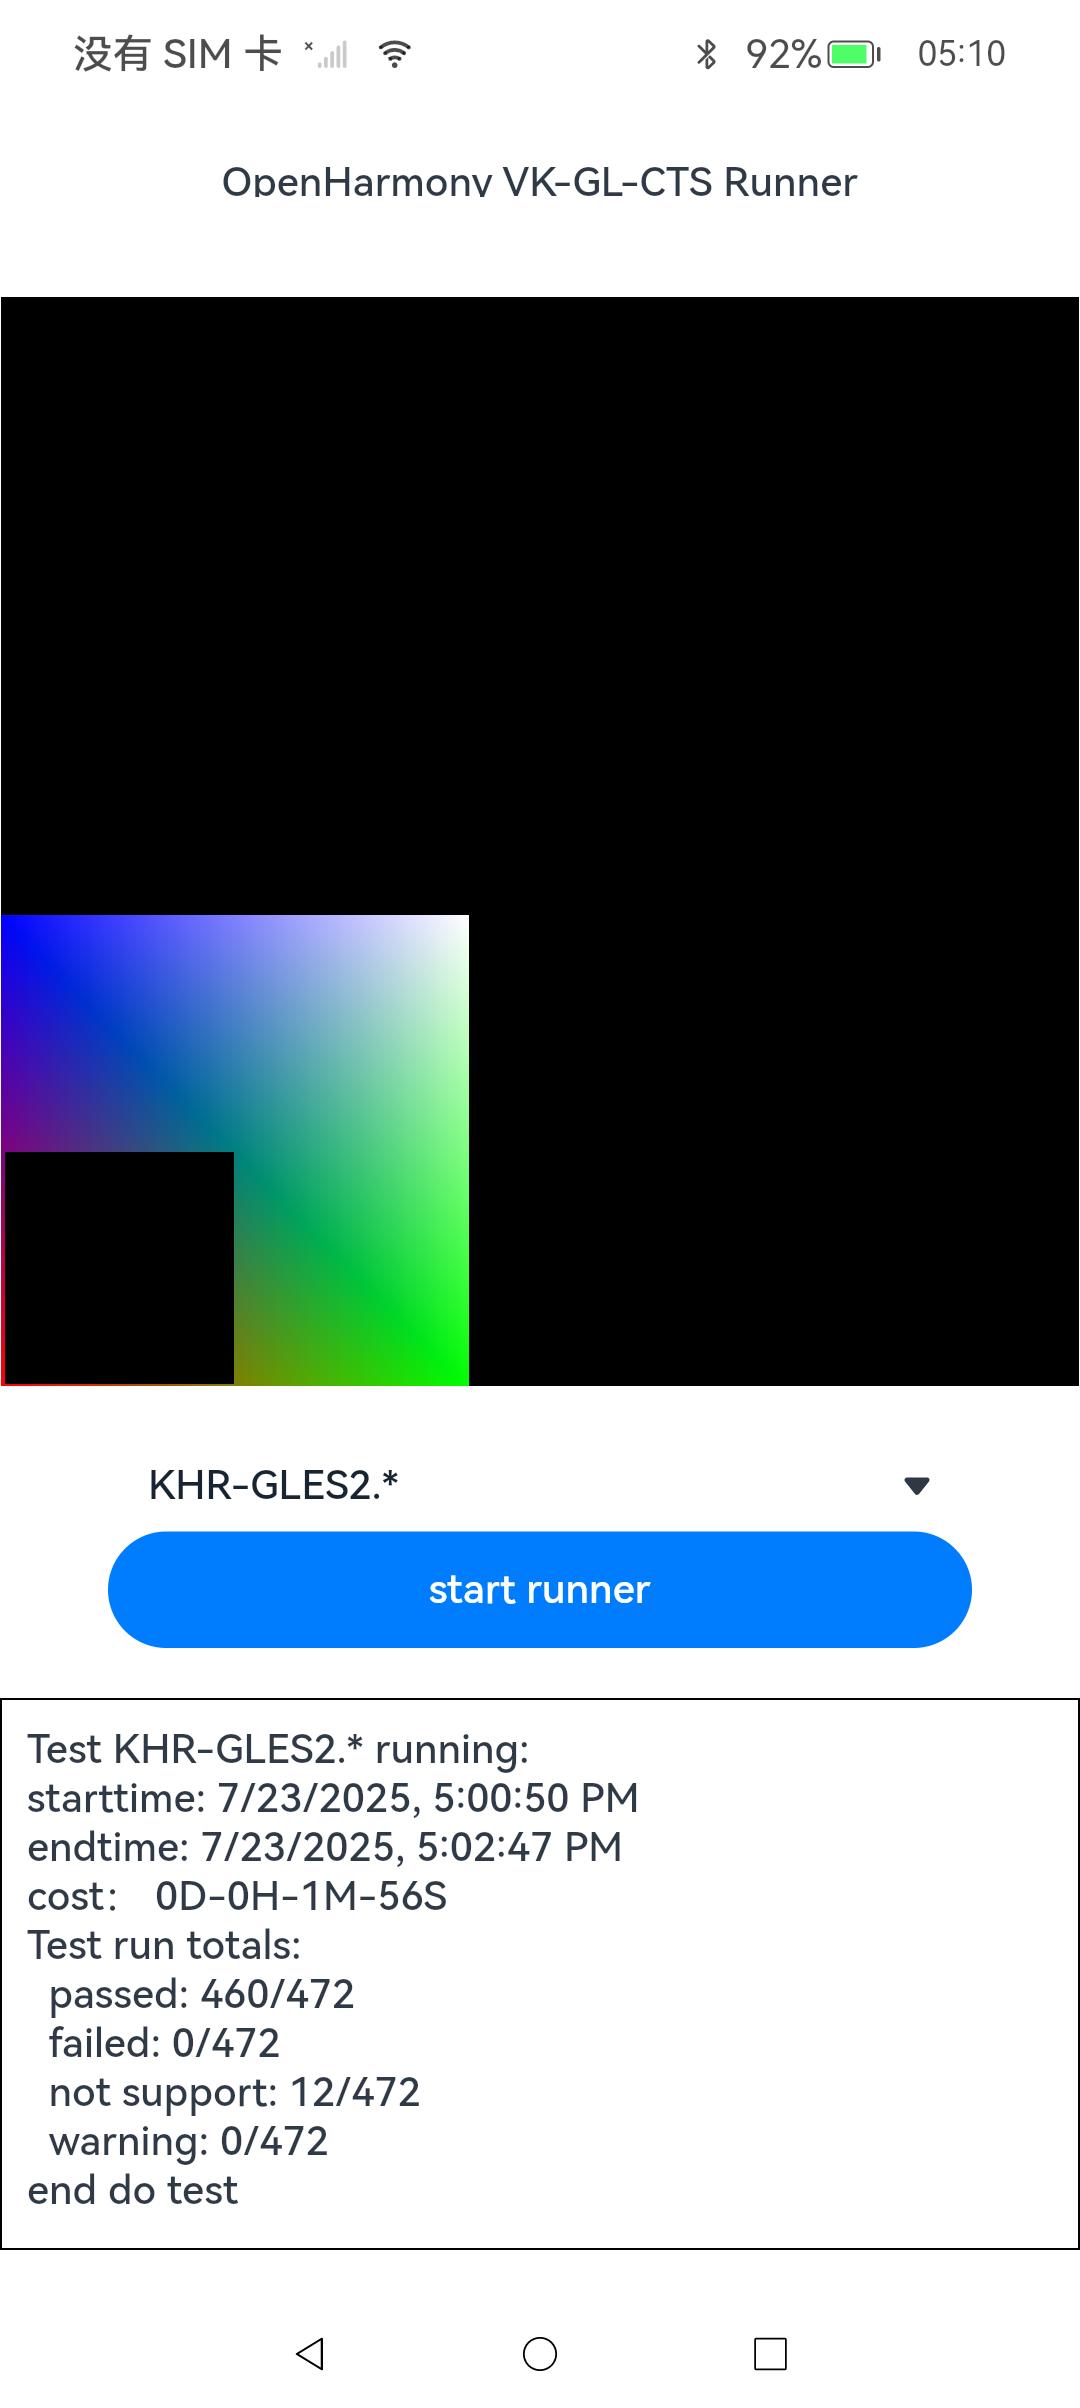 没有 SIM 卡
92%
05:10
OpenHarmony VK-GL-CTS Runner
KHR-GLES2.*
start runner
Test KHR-GLES2.* running:
starttime: 7/23/2025, 5:00:50 PM
endtime: 7/23/2025, 5:02:47 PM
cost： 0D-0H-1M-56S
Test run totals:
passed: 460/472
failed: 0/472
not support: 12/472
warning: 0/472
end do test